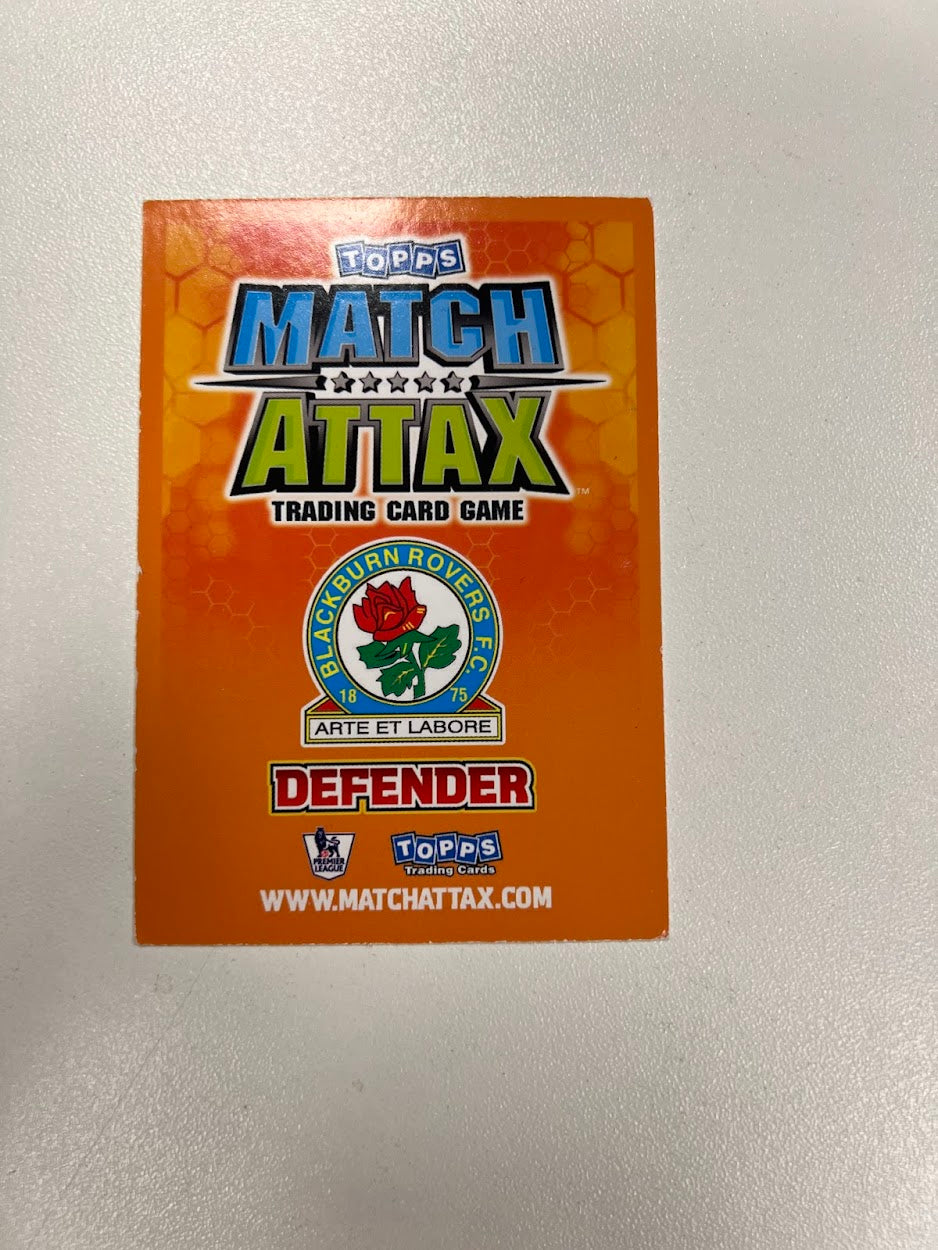 TOPPS
MATCH
ATTAX
™
TRADING CARD GAME
BLACKBURN ROVERS F.C.
18 75
ARTE ET LABORE
DEFENDER
PREMIER
LEAGUE
TOPPS
Trading Cards
WWW.MATCHATTAX.COM